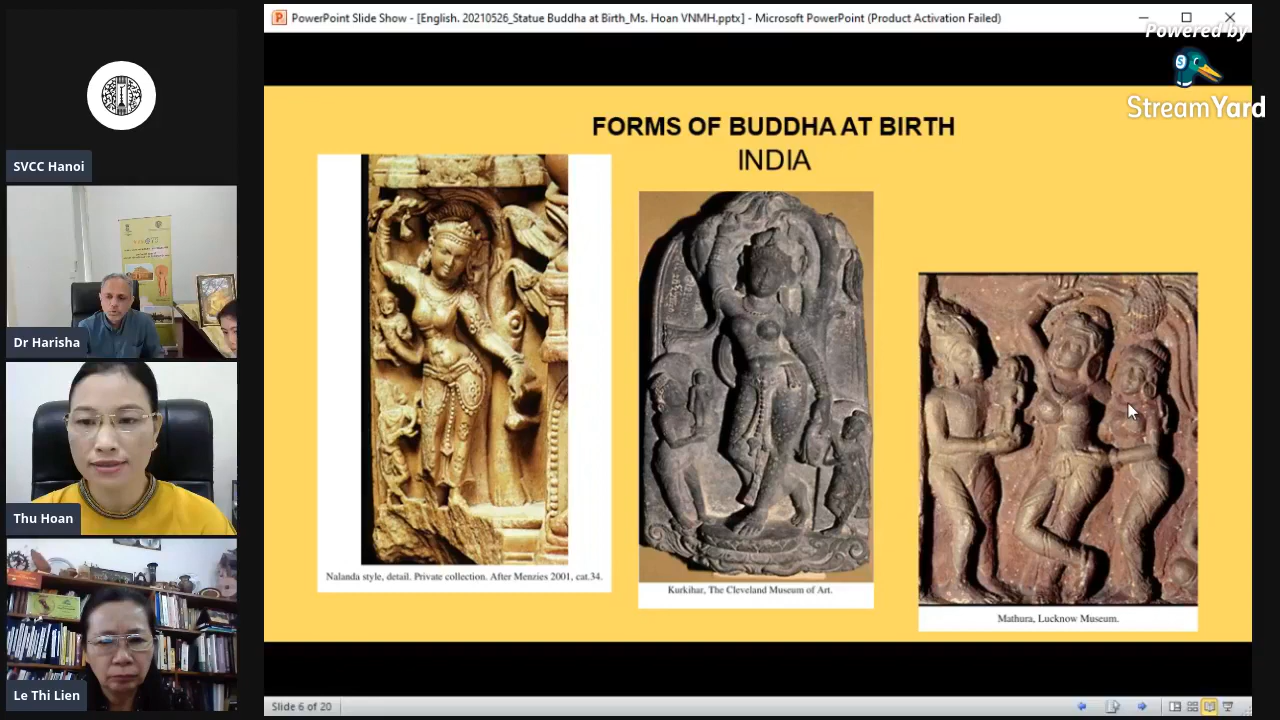 PowerPoint Slide Show - [English. 20210526_Statue Buddha at Birth_Ms. Hoan VNMH.pptx] - Microsoft PowerPoint (Product Activation Failed)
Powered by
StreamYard
SVCC Hanoi
Dr Harisha
Thu Hoan
Le Thi Lien
FORMS OF BUDDHA AT BIRTH
INDIA
Nalanda style, detail. Private collection. After Menzies 2001, cat.34.
Kurkihar, The Cleveland Museum of Art.
Mathura, Lucknow Museum.
Slide 6 of 20